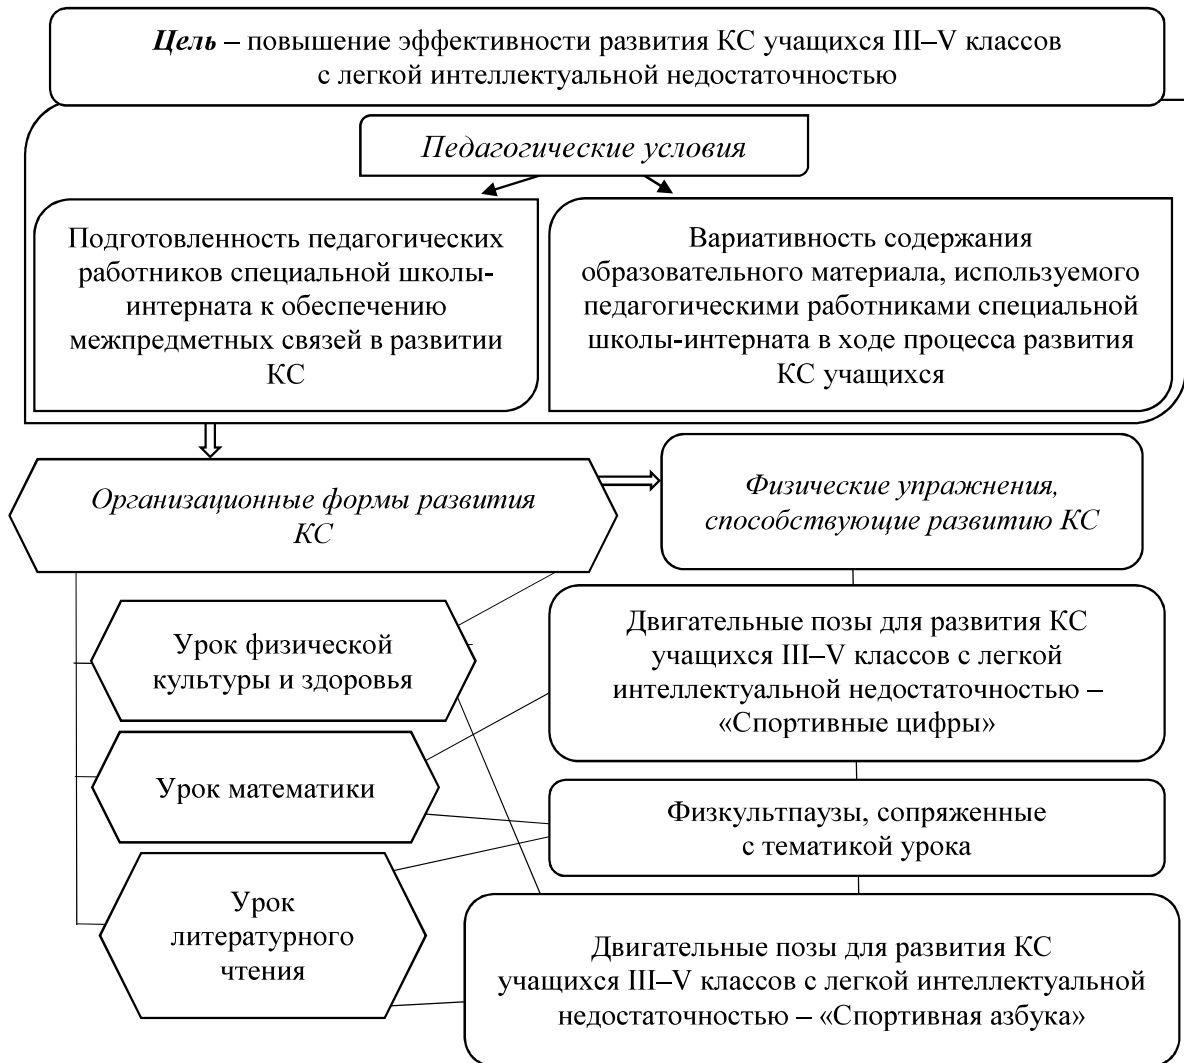 Цель – повышение эффективности развития КС учащихся III–V классов
с легкой интеллектуальной недостаточностью
Педагогические условия
Подготовленность педагогических
работников специальной школы-
интерната к обеспечению
межпредметных связей в развитии
КС
Вариативность содержания
образовательного материала, используемого
педагогическими работниками специальной
школы-интерната в ходе процесса развития
КС учащихся
Организационные формы развития
КС
Физические упражнения,
способствующие развитию КС
Урок физической
культуры и здоровья
Двигательные позы для развития КС
учащихся III–V классов с легкой
интеллектуальной недостаточностью –
«Спортивные цифры»
Урок математики
Физкультпаузы, сопряженные
с тематикой урока
Урок
литературного
чтения
Двигательные позы для развития КС
учащихся III–V классов с легкой интеллектуальной
недостаточностью – «Спортивная азбука»